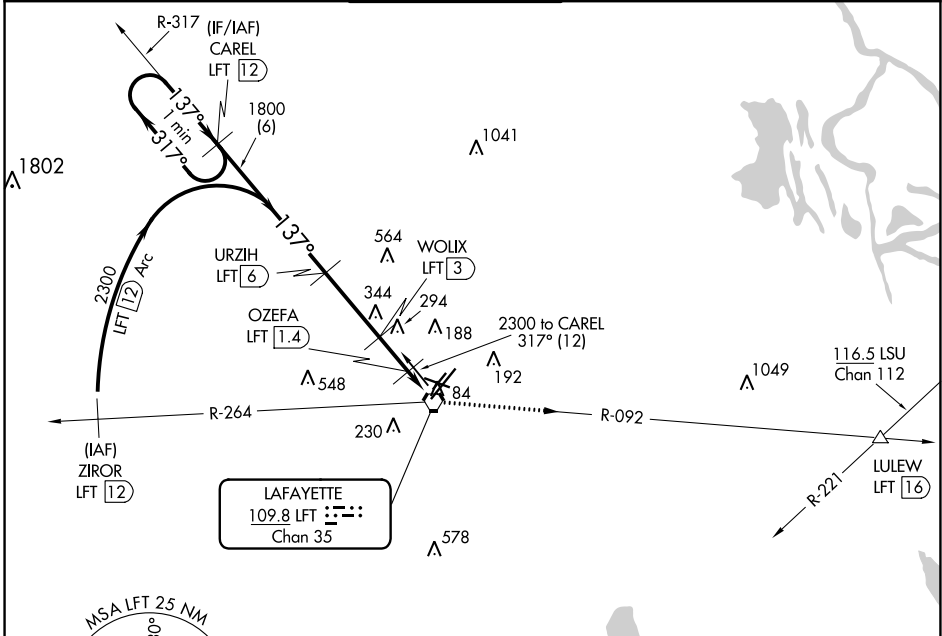 R-317
(IF/IAF)
CAREL
LFT 12
137°
1 min
317°
1800
(6)
1041
1802
137°
2300
LFT 12 Arc
URZIH
LFT 6
564
WOLIX
LFT 3
344
294
188
OZEFA
LFT 1.4
2300 to CAREL
317° (12)
192
548
84
1049
116.5 LSU
Chan 112
R-264
230
R-092
(IAF)
ZIROR
LFT 12
LULEW
LFT 16
R-221
LAFAYETTE
109.8 LFT
Chan 35
578
MSA LFT 25 NM